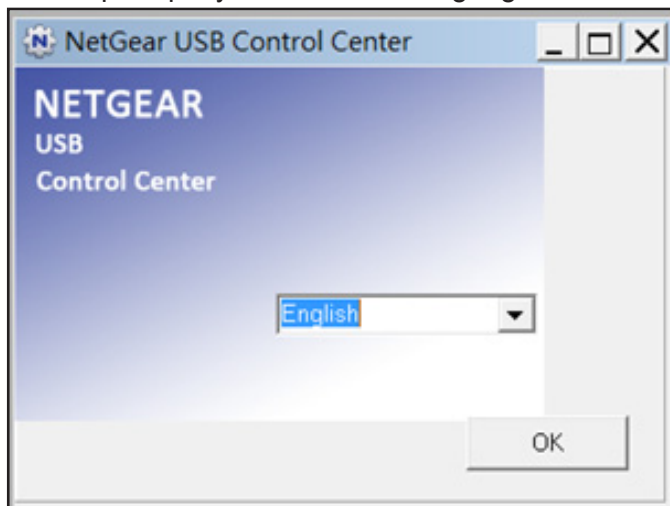 NetGear USB Control Center
NETGEAR
USB
Control Center
English
OK